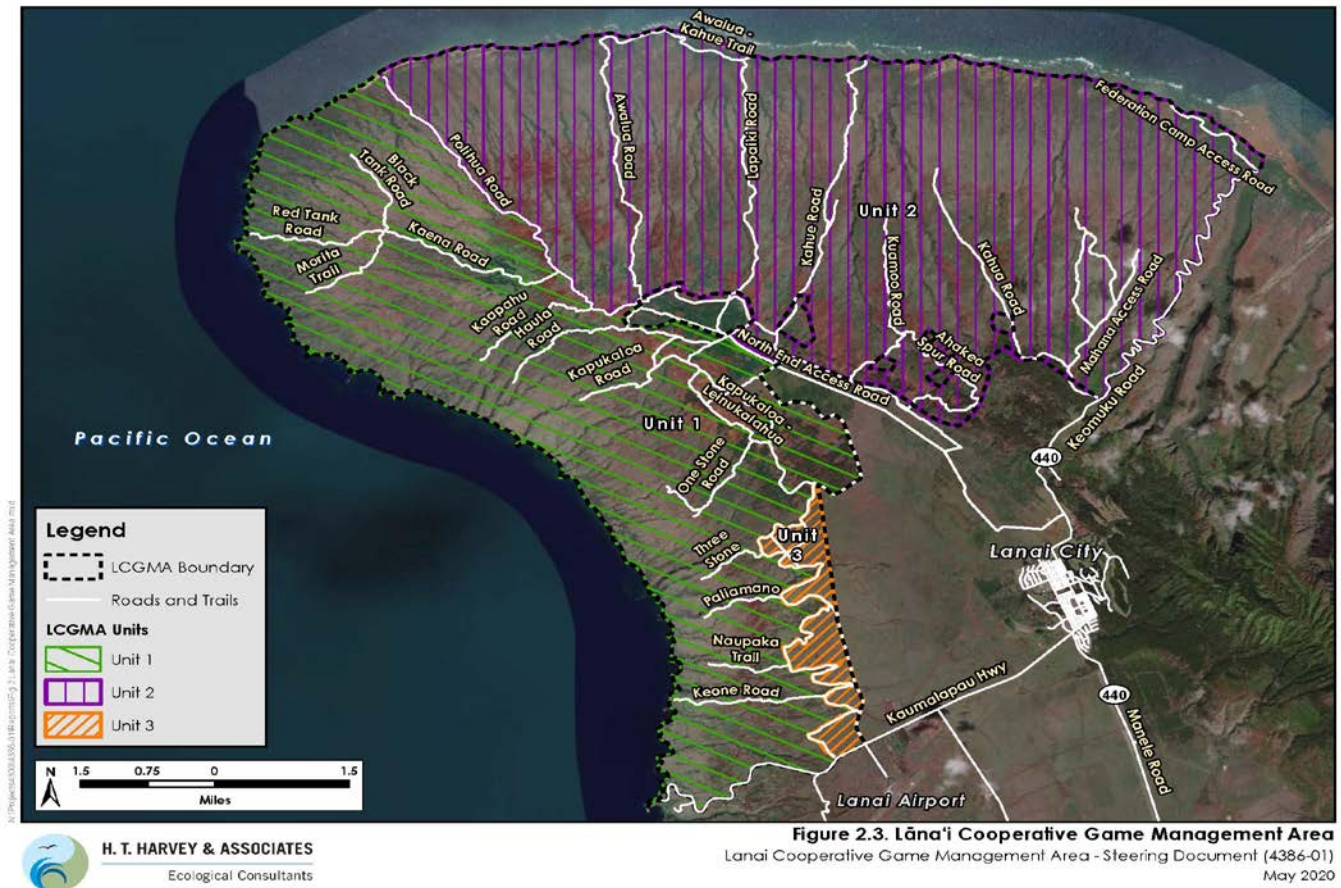 Awalua -
Kahue Trail
Federation Camp Access Road
Polihua Road
Awalua Road
Lapaiki Road
Kahue Road
Unit 2
Kuamoo Road
Kahua Road
Mahana Access Road
Black
Tank Road
Red Tank
Road
Morita
Trail
Kaena Road
Kaapahu
Road
Haula
Road
Kapukaloa
Road
North End Access Road
Ahakea
Spur Road
Keomuku Road
440
Kapukaloa -
Leinukalahua
Unit 1
One Stone
Road
Pacific Ocean
Unit
3
Three
Stone
Paliamano
Naupaka
Trail
Keone Road
Lanai City
Kaumalapau Hwy
440
Manele Road
Lanai Airport
Legend
LCGMA Boundary
Roads and Trails
LCGMA Units
Unit 1
Unit 2
Unit 3
N
1.5 0.75 0 1.5
Miles
H. T. HARVEY & ASSOCIATES
Ecological Consultants
Figure 2.3. Lāna‘i Cooperative Game Management Area
Lanai Cooperative Game Management Area - Steering Document (4386-01)
May 2020